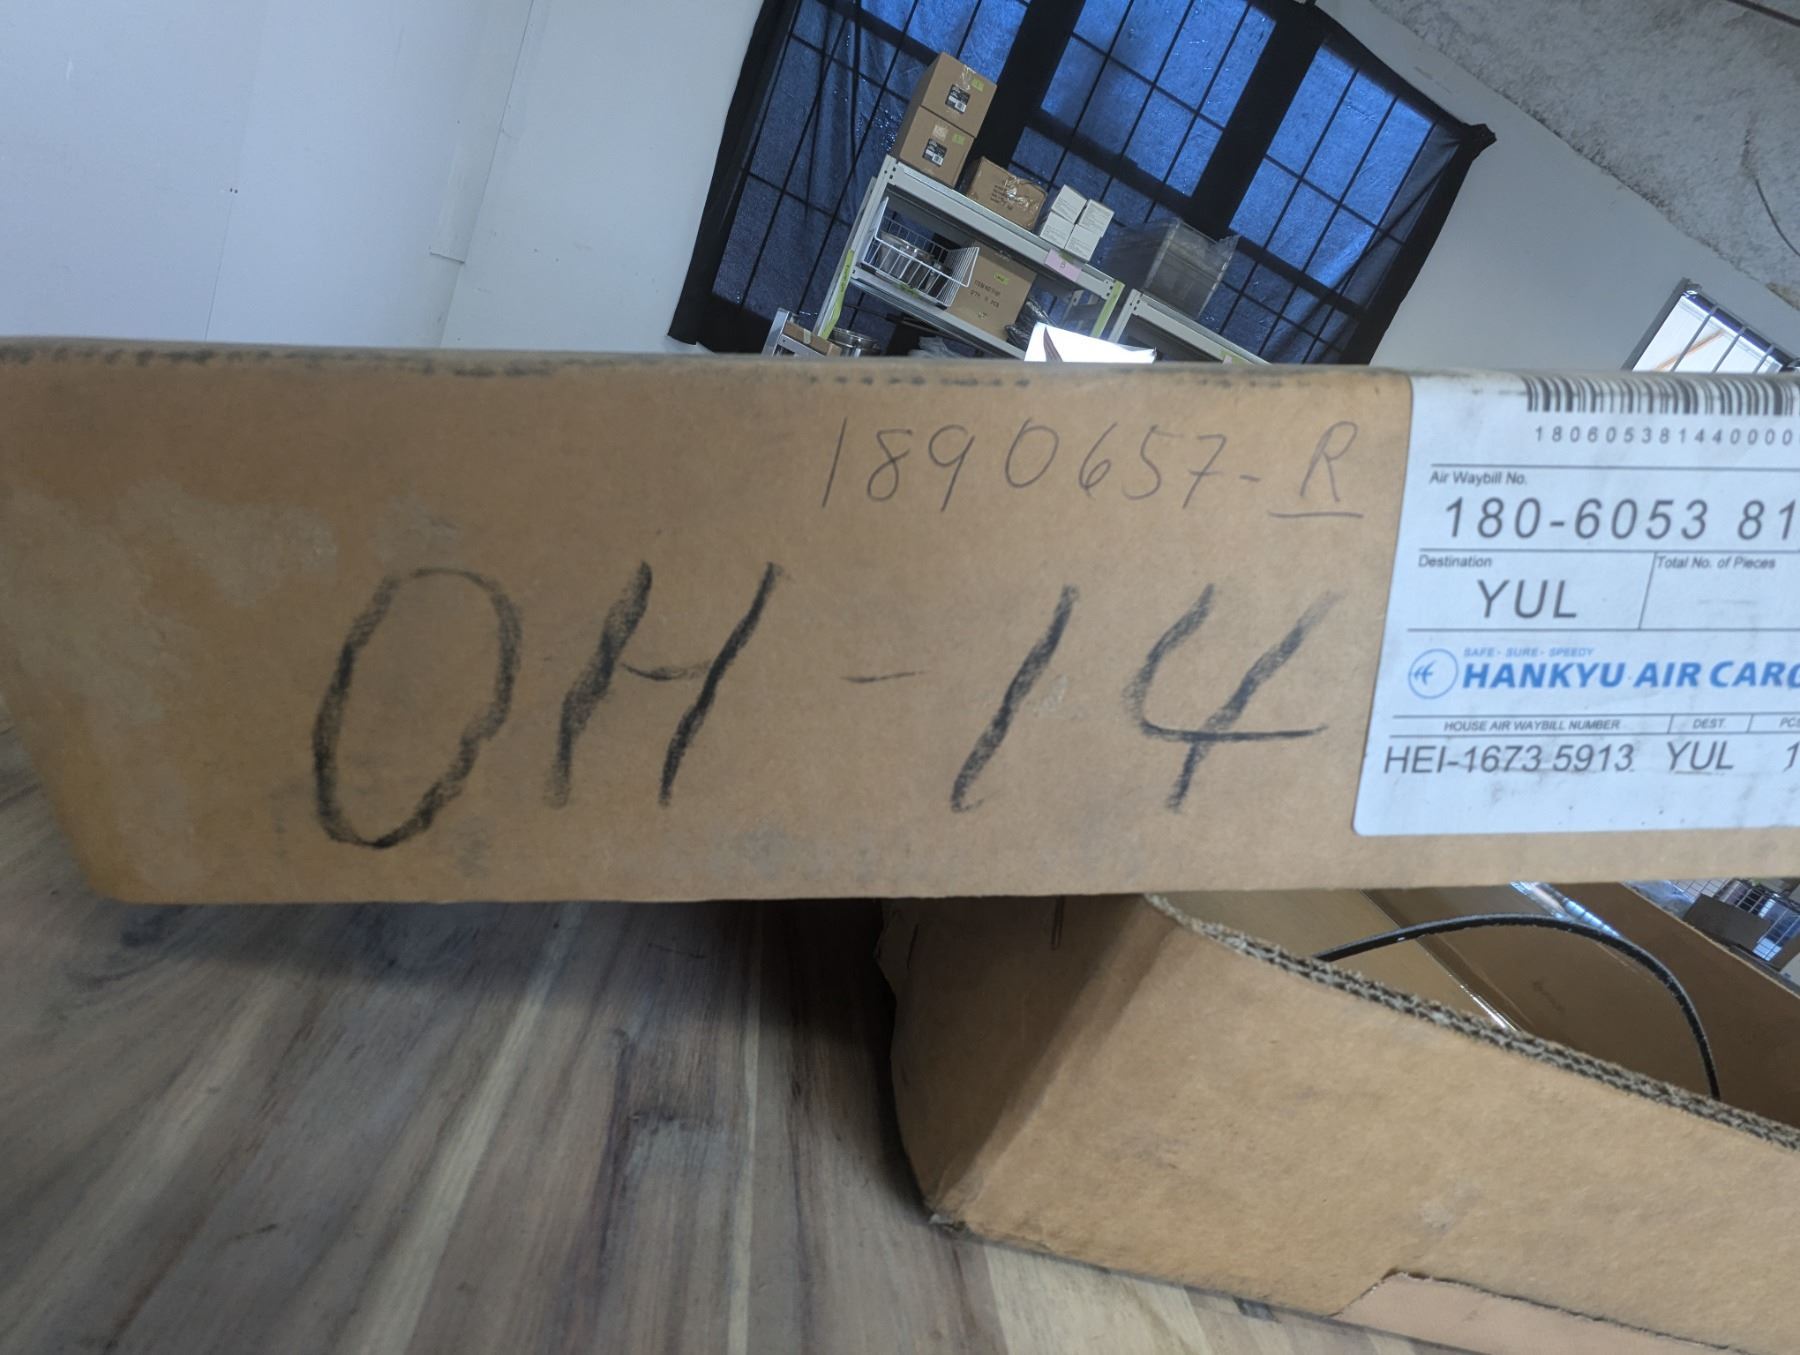 1890657-R
OH-14
Air Waybill No.
180-6053 81
Destination
YUL
Total No. of Pieces
SAFE · SURE · SPEEDY
HANKYU AIR CARG
HOUSE AIR WAYBILL NUMBER DEST. PCS
HEI-1673 5913 YUL 1